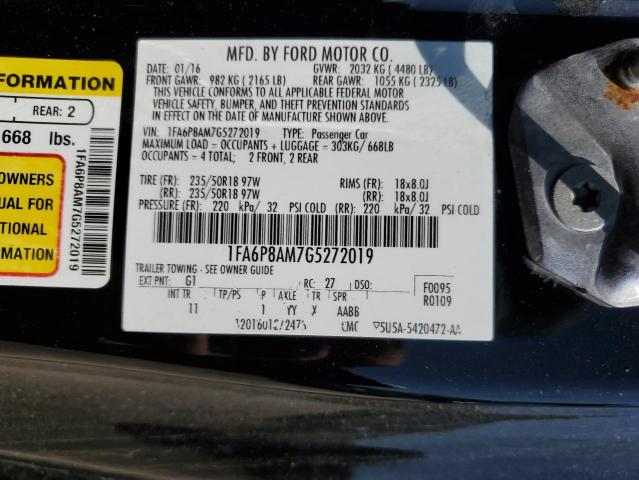 MFD. BY FORD MOTOR CO.
DATE: 01/16 GVWR: 2032 KG ( 4480 LB)
FRONT GAWR: 982 KG ( 2165 LB) REAR GAWR: 1055 KG ( 2325 LB)
THIS VEHICLE CONFORMS TO ALL APPLICABLE FEDERAL MOTOR
VEHICLE SAFETY, BUMPER, AND THEFT PREVENTION STANDARDS
IN EFFECT ON THE DATE OF MANUFACTURE SHOWN ABOVE.
VIN: 1FA6P8AM7G5272019 TYPE: Passenger Car
MAXIMUM LOAD = OCCUPANTS + LUGGAGE = 303KG/ 668LB
OCCUPANTS = 4 TOTAL; 2 FRONT, 2 REAR
TIRE (FR): 235/50R18 97W RIMS (FR): 18x8.0J
(RR): 235/50R18 97W (RR): 18x8.0J
PRESSURE (FR): 220 kPa/ 32 PSI COLD (RR): 220 kPa/ 32 PSI COLD
1FA6P8AM7G5272019
TRAILER TOWING - SEE OWNER GUIDE
EXT PNT: G1 RC: 27 DSO: F0095
INT TR TP/PS P AXLE TR SPR R0109
11 1 YY X AABB
CMC 5U5A-5420472-AA
FORMATION
REAR: 2
668 lbs.
OWNERS
UAL FOR
TIONAL
MATION
1FA6P8AM7G5272019